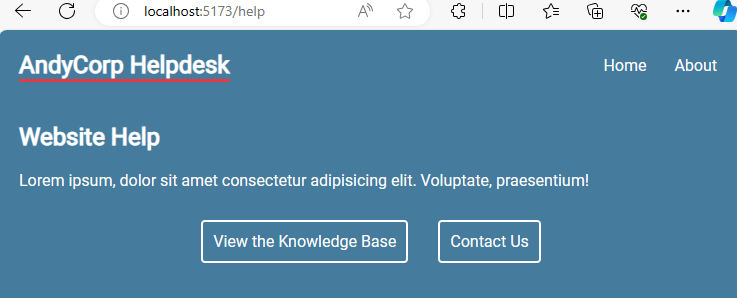 localhost:5173/help
AndyCorp Helpdesk
Home
About
Website Help
Lorem ipsum, dolor sit amet consectetur adipisicing elit. Voluptate, praesentium!
View the Knowledge Base
Contact Us